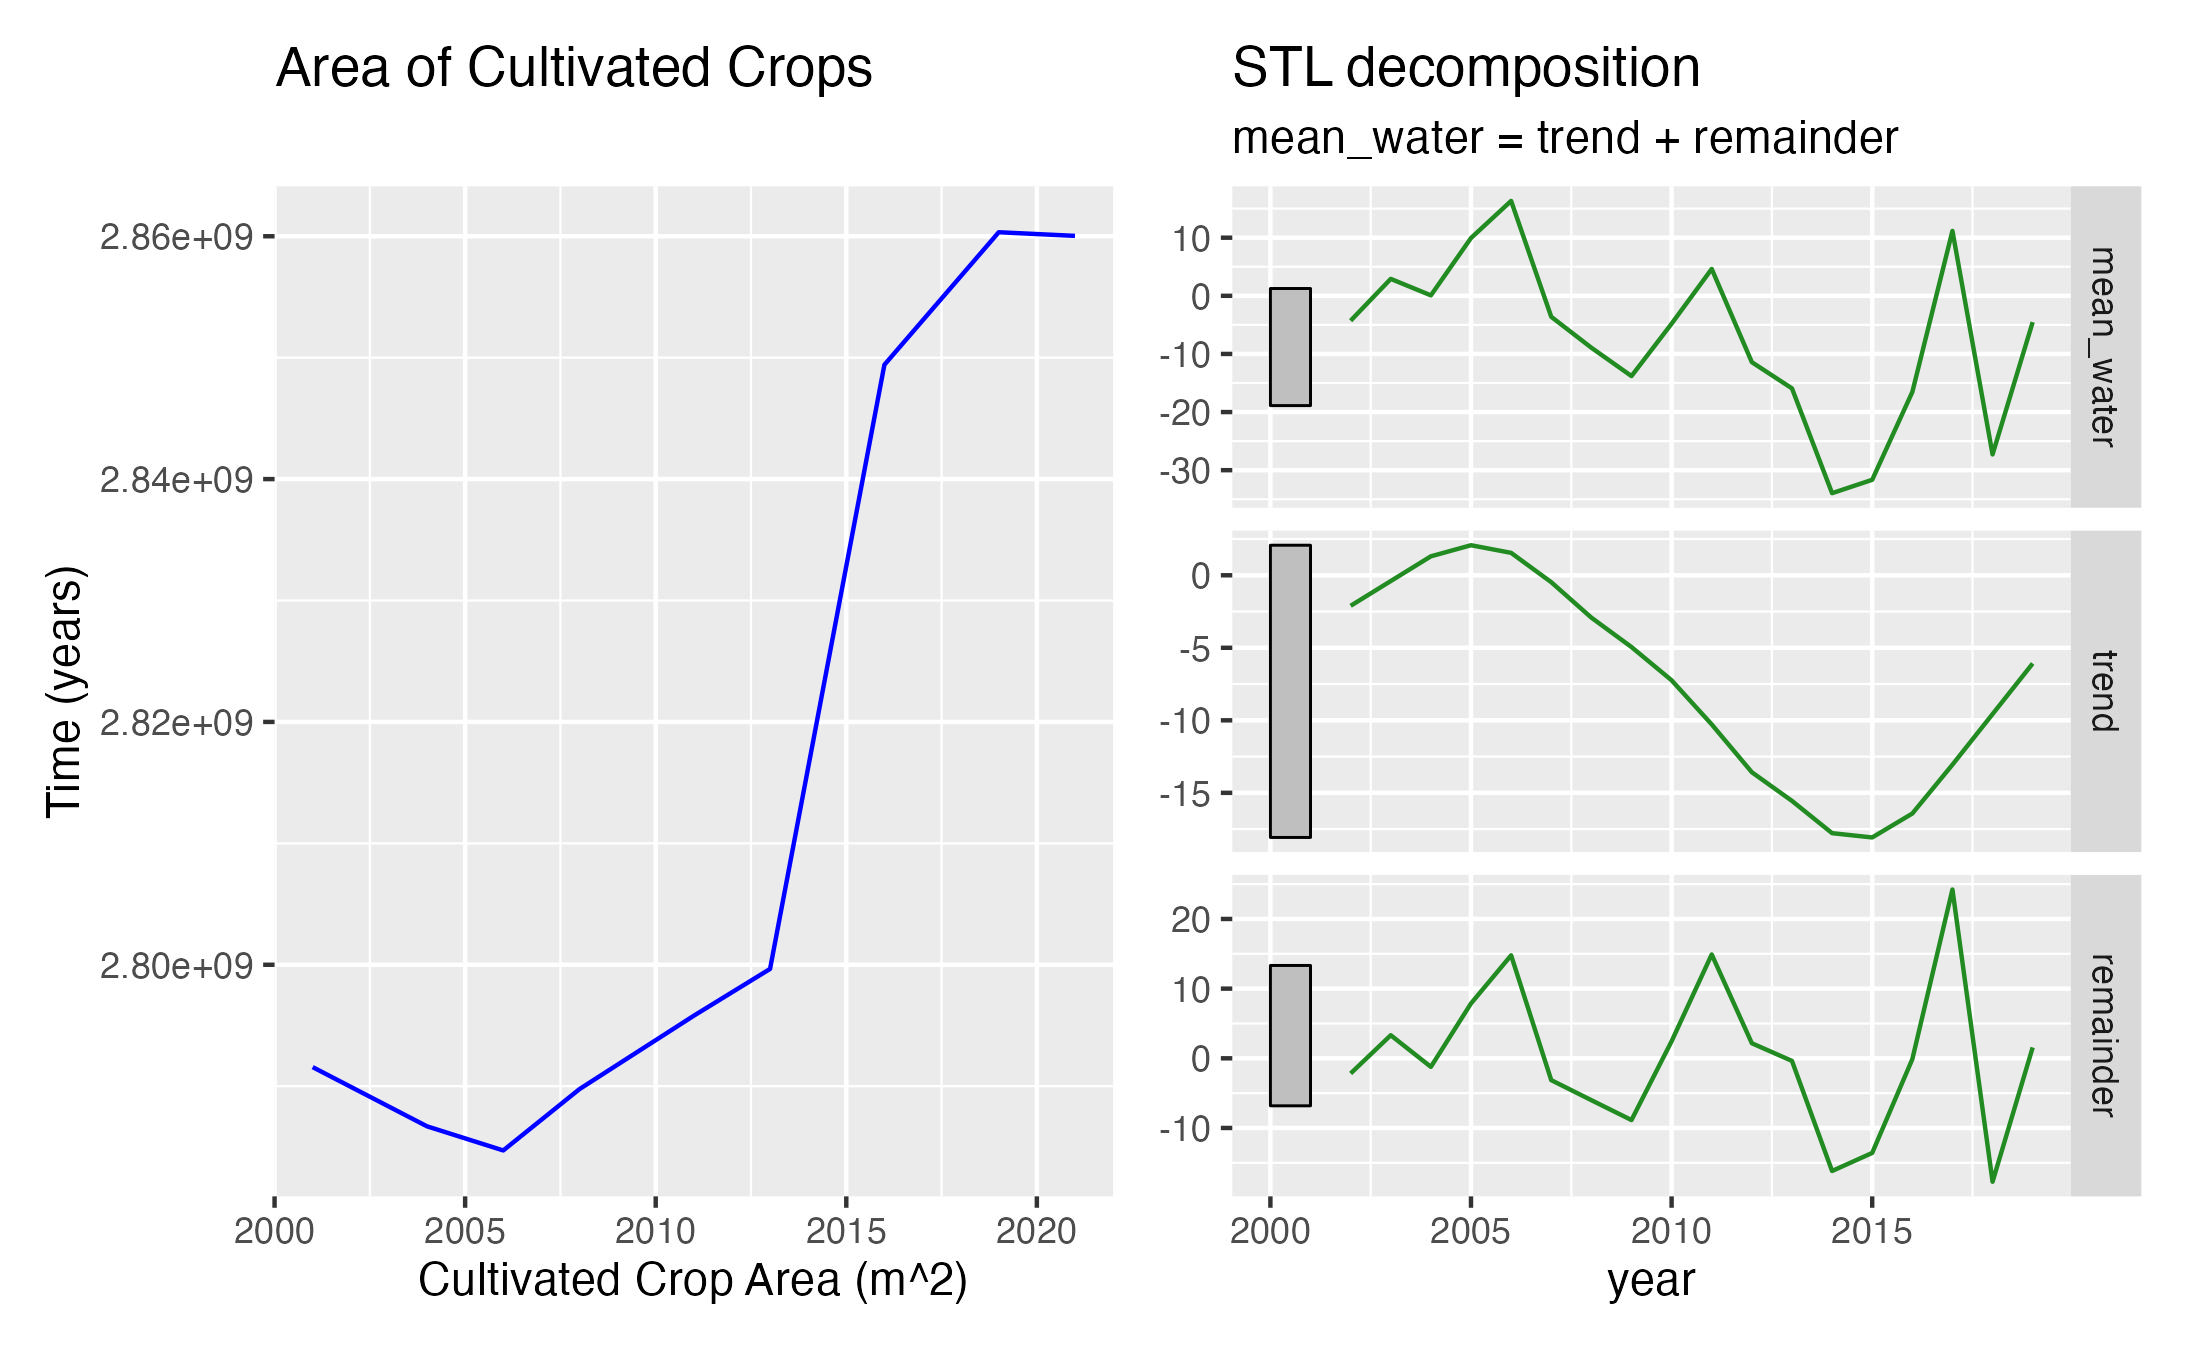 Area of Cultivated Crops
2.86e+09
2.84e+09
2.82e+09
2.80e+09
Time (years)
2000 2005 2010 2015 2020
Cultivated Crop Area (m^2)
STL decomposition
mean_water = trend + remainder
10
0
-10
-20
-30
mean_water
0
-5
-10
-15
trend
20
10
0
-10
remainder
2000 2005 2010 2015
year